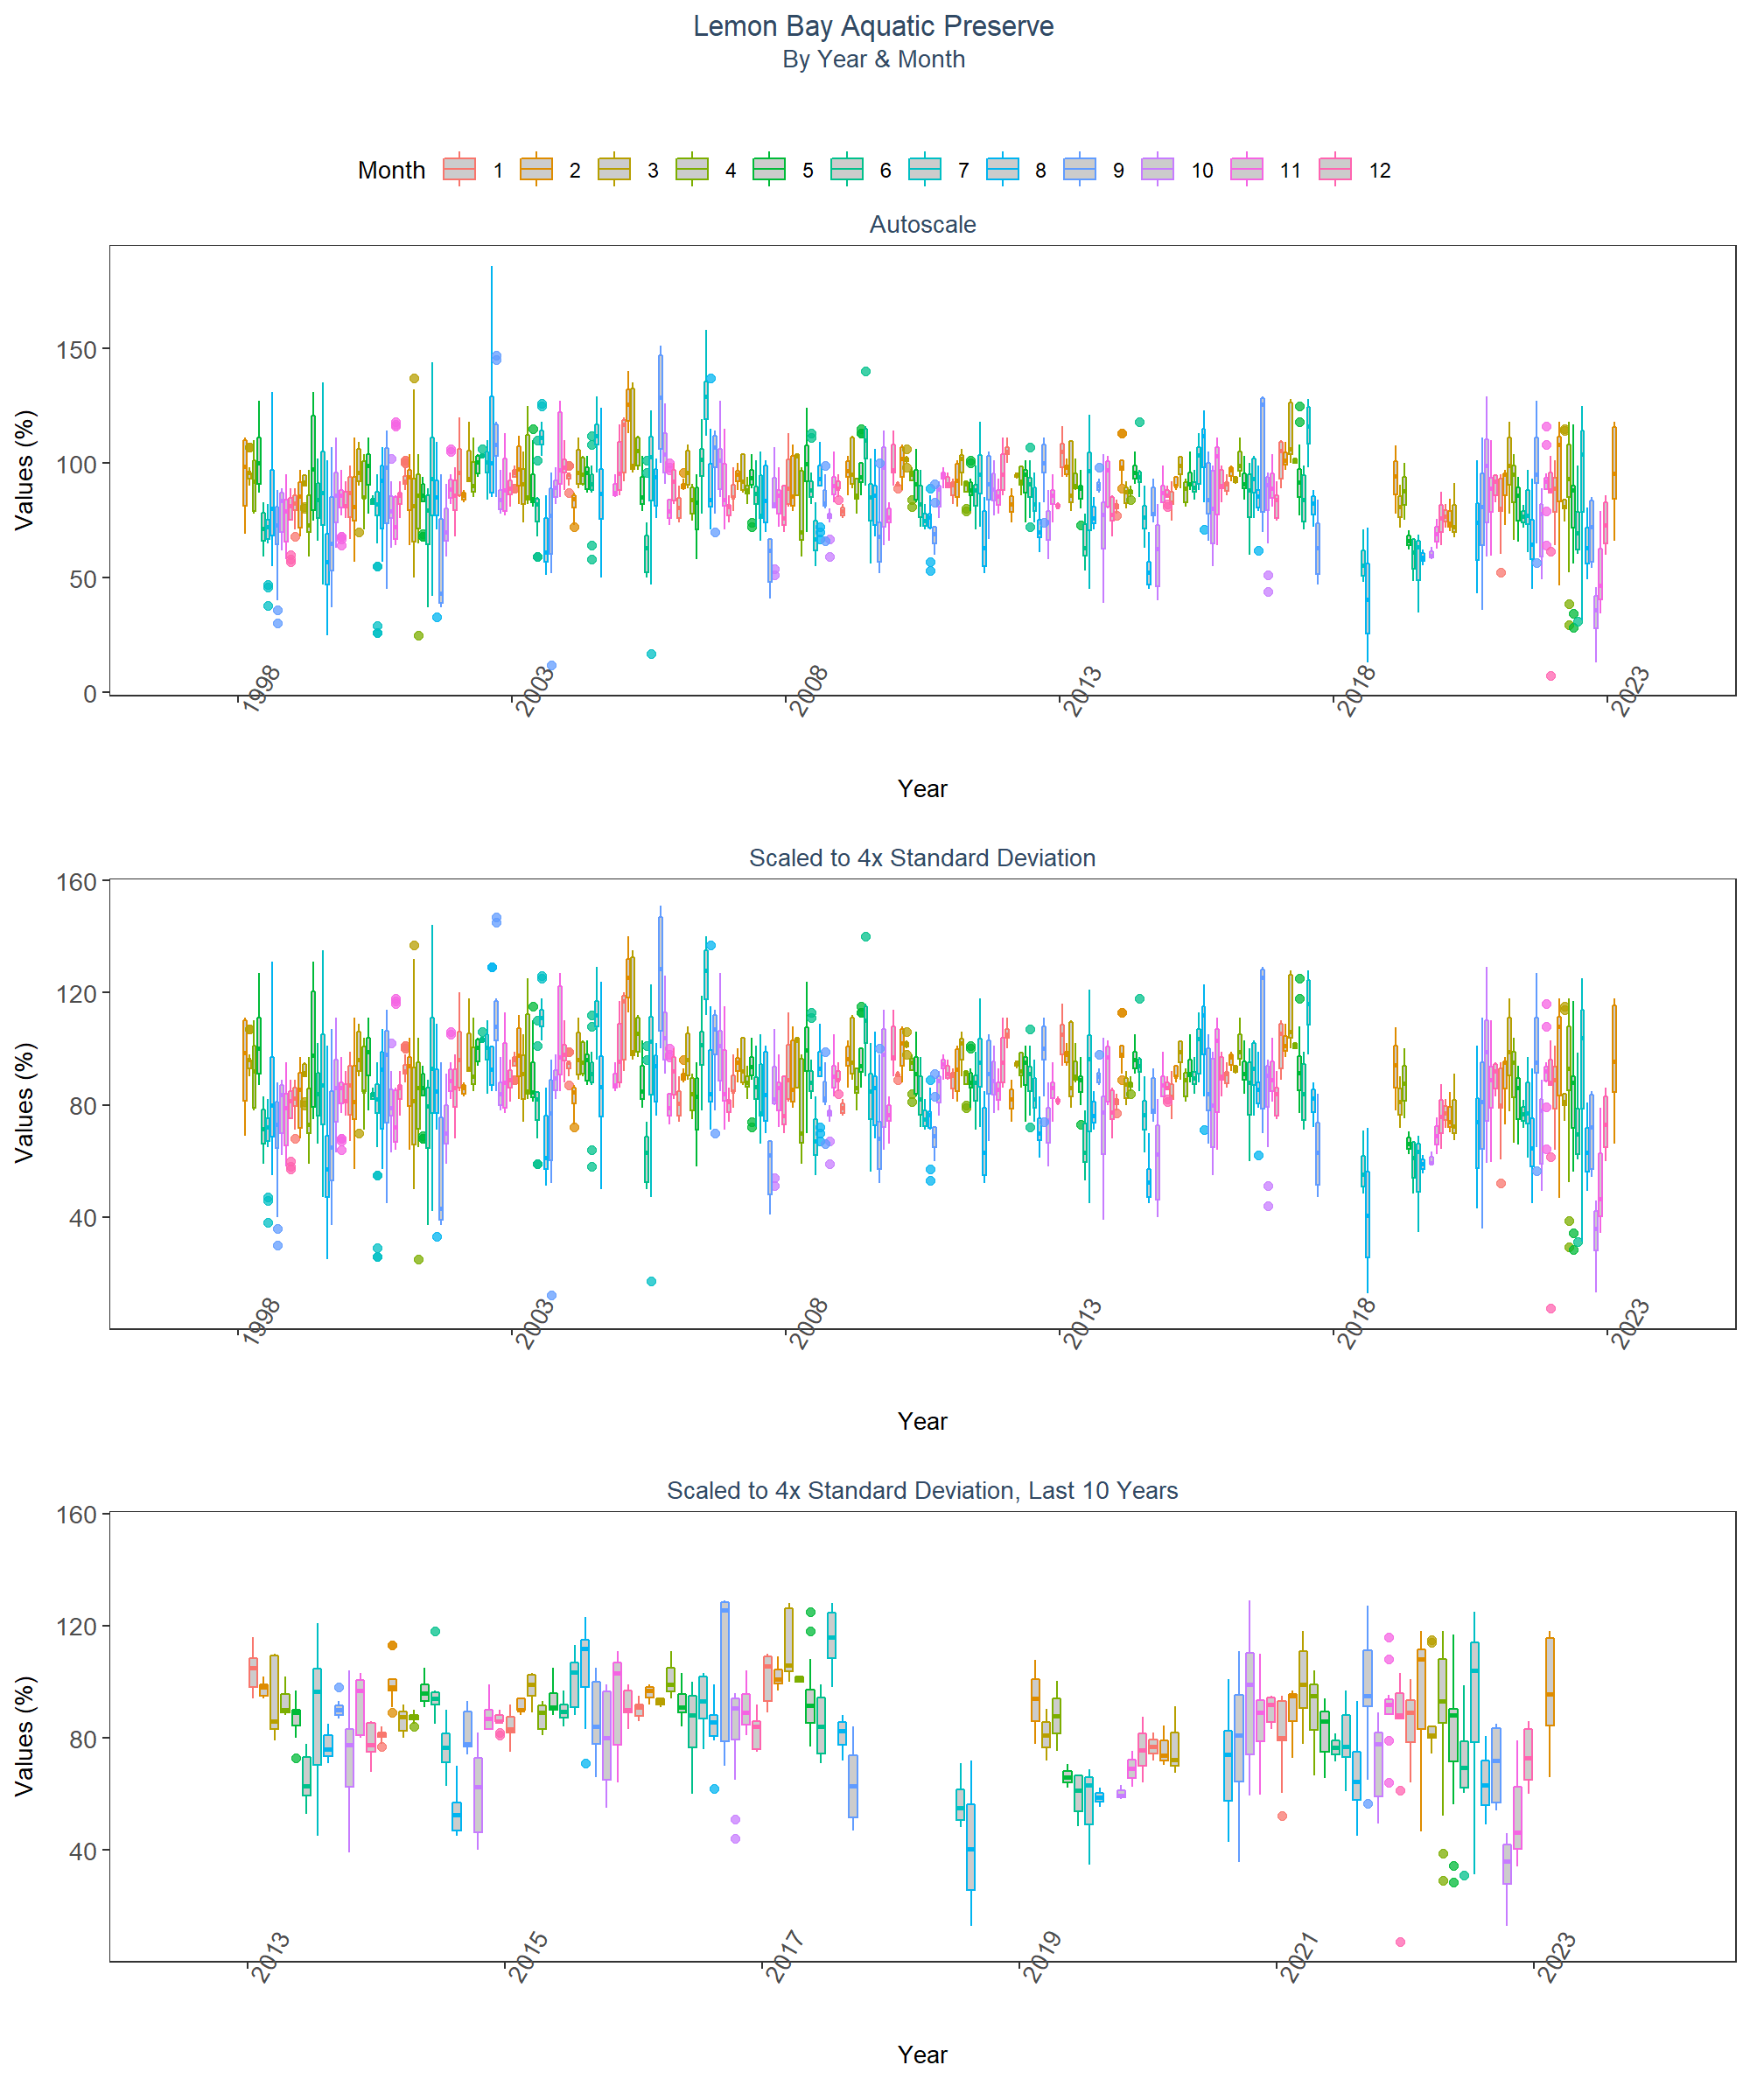 Lemon Bay Aquatic Preserve
By Year & Month
Month 1 2 3 4 5 6 7 8 9 10 11 12
Autoscale
Values (%)
150
100
50
0
1998 2003 2008 2013 2018 2023
Year
Scaled to 4x Standard Deviation
Values (%)
160
120
80
40
1998 2003 2008 2013 2018 2023
Year
Scaled to 4x Standard Deviation, Last 10 Years
Values (%)
160
120
80
40
2013 2015 2017 2019 2021 2023
Year